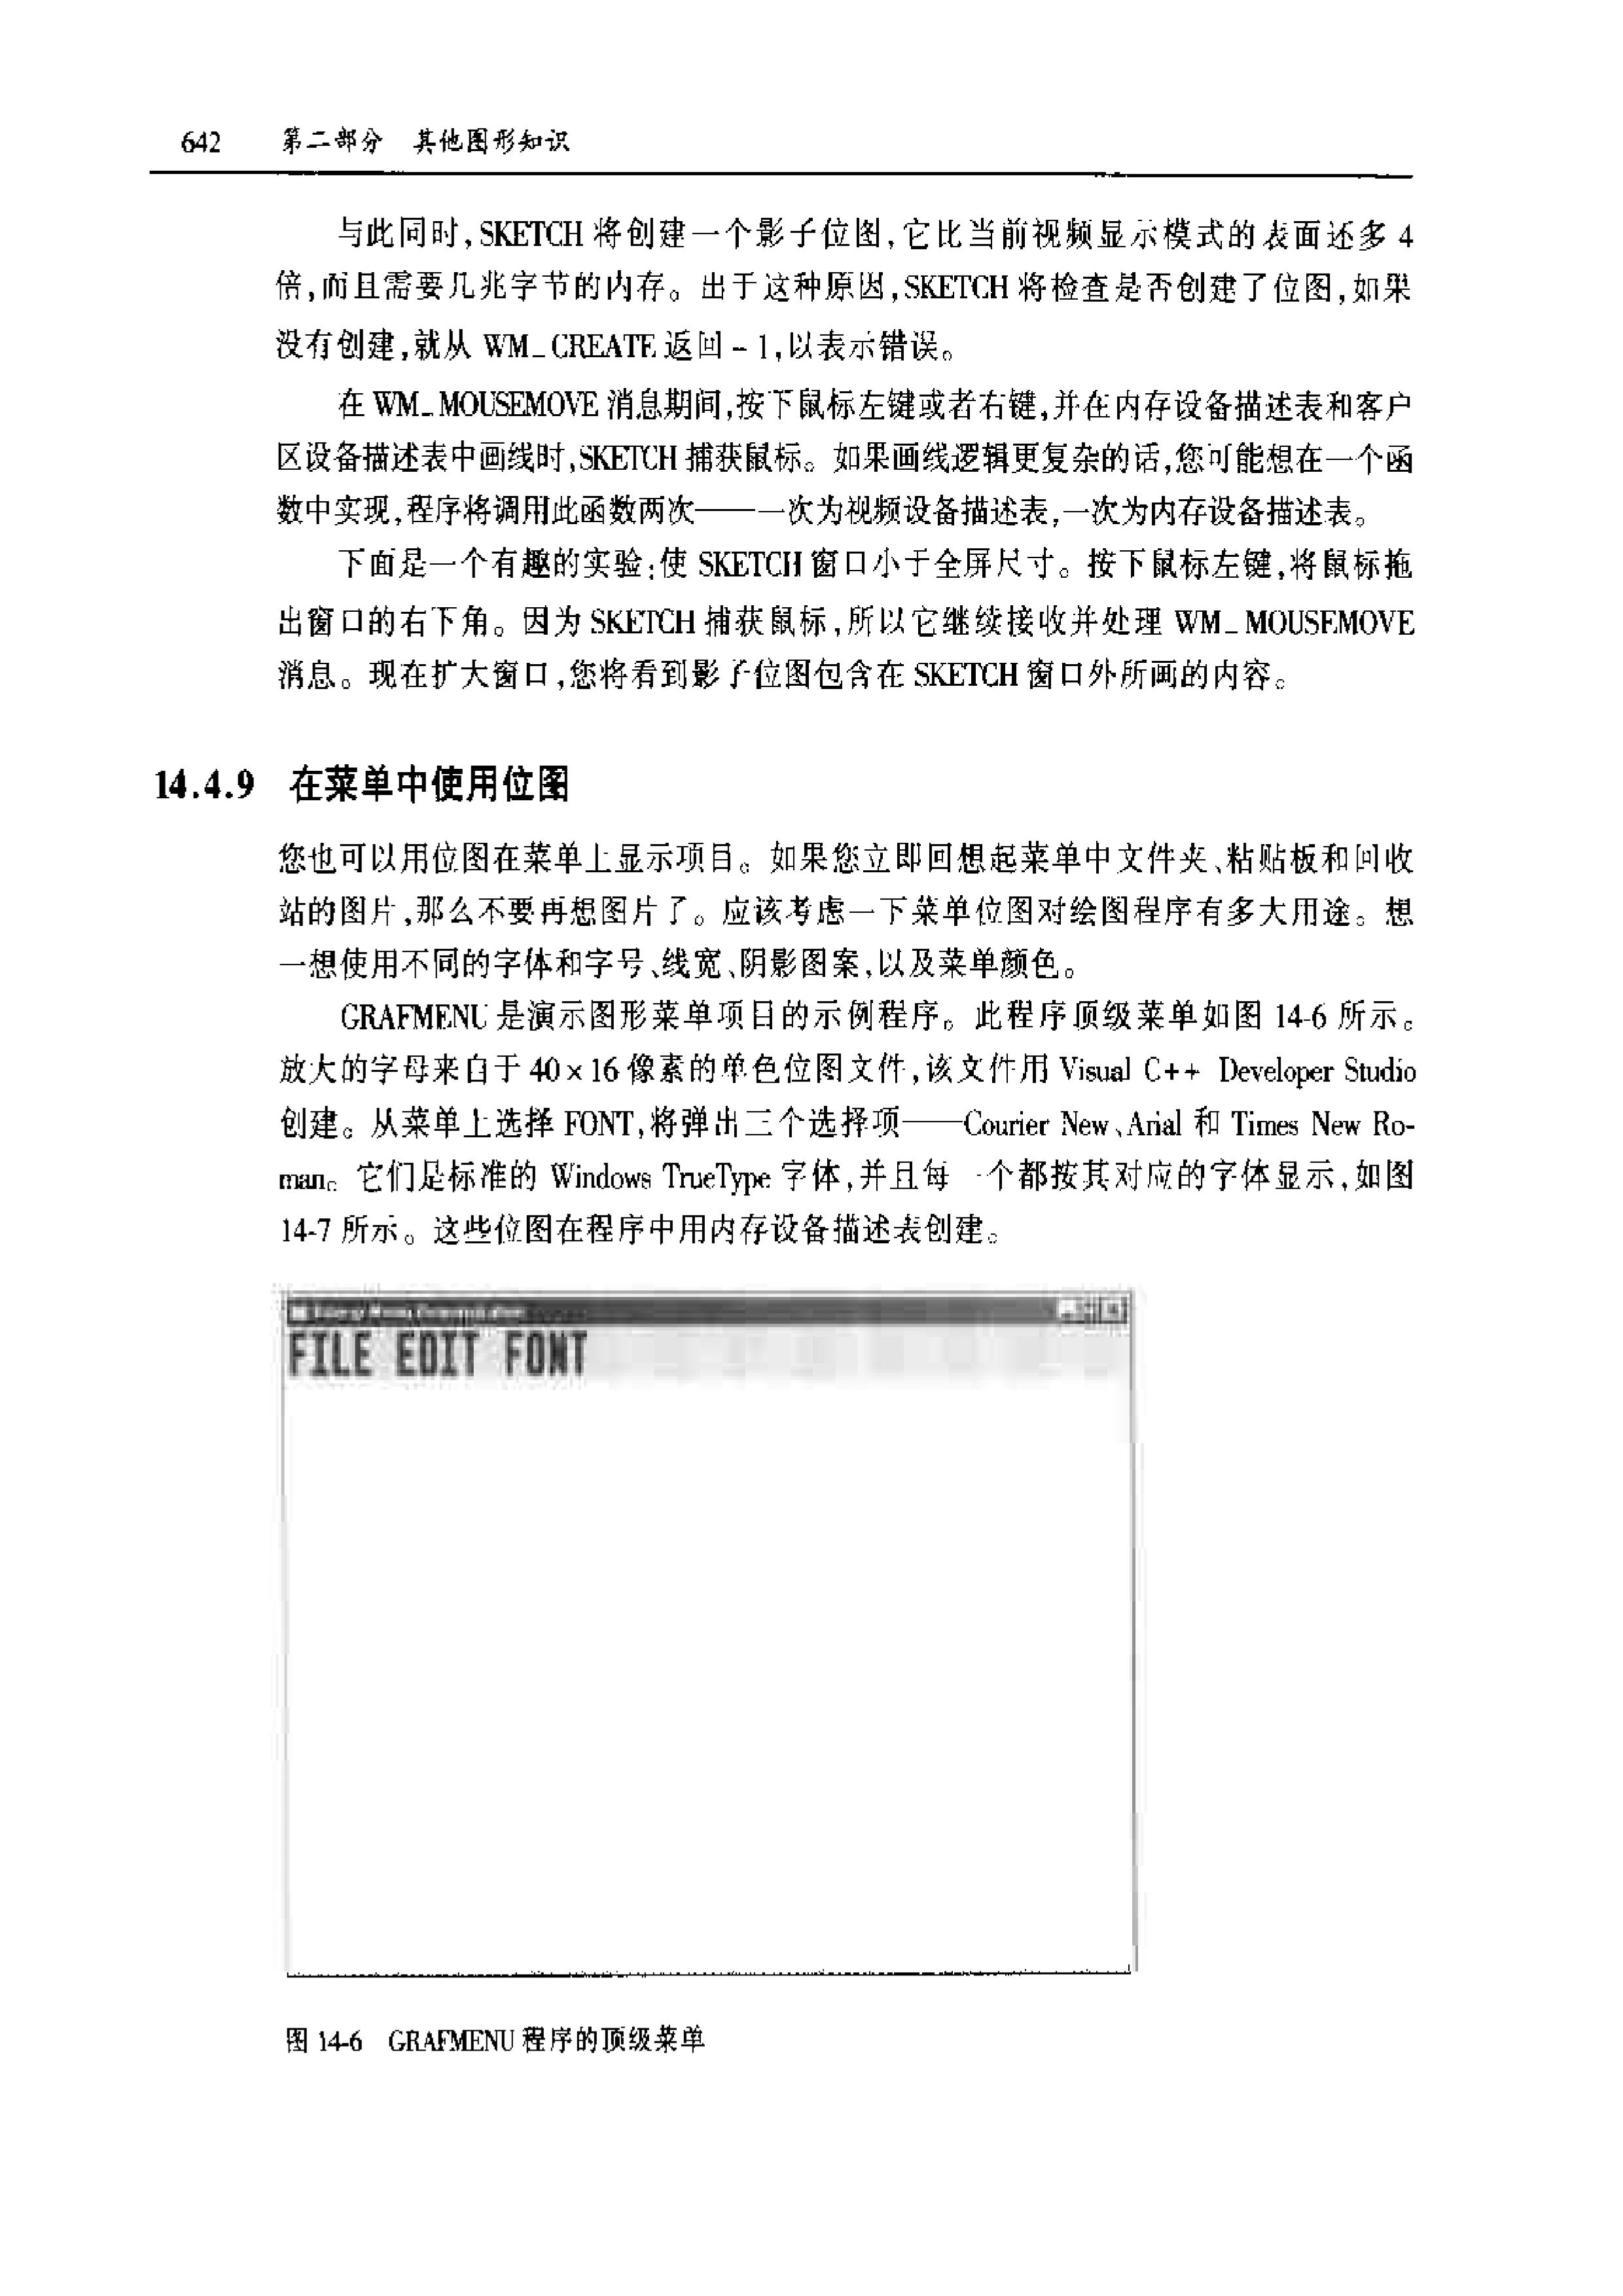 642 第二部分 其他图形知识
与此同时,SKETCH 将创建一个影子位图,它比当前视频显示模式的表面还多 4
倍,而且需要几兆字节的内存。出于这种原因,SKETCH 将检查是否创建了位图,如果
没有创建,就从 WM_CREATE 返回 - 1,以表示错误。
在 WM_MOUSEMOVE 消息期间,按下鼠标左键或者右键,并在内存设备描述表和客户
区设备描述表中画线时,SKETCH 捕获鼠标。如果画线逻辑更复杂的话,您可能想在一个函
数中实现,程序将调用此函数两次——一次为视频设备描述表,一次为内存设备描述表。
下面是一个有趣的实验:使 SKETCH 窗口小于全屏尺寸。按下鼠标左键,将鼠标拖
出窗口的右下角。因为 SKETCH 捕获鼠标,所以它继续接收并处理 WM_MOUSEMOVE
消息。现在扩大窗口,您将看到影子位图包含在 SKETCH 窗口外所画的内容。
14.4.9 在菜单中使用位图
您也可以用位图在菜单上显示项目。如果您立即回想起菜单中文件夹、粘贴板和回收
站的图片,那么不要再想图片了。应该考虑一下菜单位图对绘图程序有多大用途。想
一想使用不同的字体和字号、线宽、阴影图案,以及菜单颜色。
GRAFMENU 是演示图形菜单项目的示例程序。此程序顶级菜单如图 14-6 所示。
放大的字母来自于 40×16 像素的单色位图文件,该文件用 Visual C++ Developer Studio
创建。从菜单上选择 FONT,将弹出三个选择项——Courier New、Arial 和 Times New Ro-
man。它们是标准的 Windows TrueType 字体,并且每一个都按其对应的字体显示,如图
14-7 所示。这些位图在程序中用内存设备描述表创建。
FILE EDIT FONT
图 14-6 GRAFMENU 程序的顶级菜单